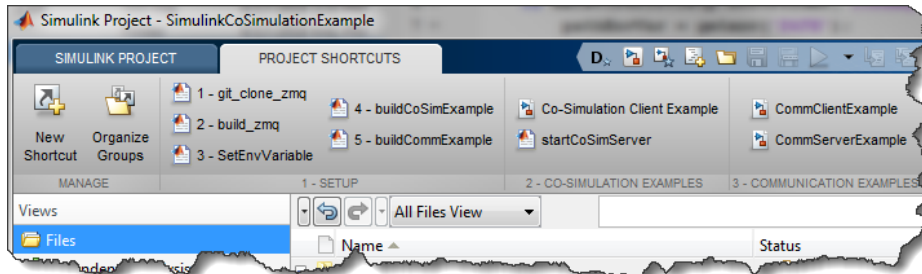 Simulink Project - SimulinkCoSimulationExample
SIMULINK PROJECT
PROJECT SHORTCUTS
New Shortcut
Organize Groups
1 - git_clone_zmq
2 - build_zmq
3 - SetEnvVariable
4 - buildCoSimExample
5 - buildCommExample
Co-Simulation Client Example
startCoSimServer
CommClientExample
CommServerExample
MANAGE
1 - SETUP
2 - CO-SIMULATION EXAMPLES
3 - COMMUNICATION EXAMPLES
Views
All Files View
Files
Name
Status